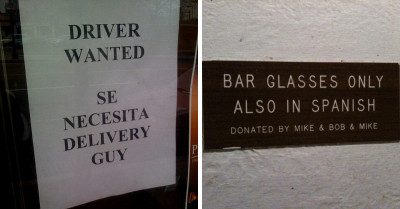 DRIVER
WANTED
SE
NECESITA
DELIVERY
GUY
BAR GLASSES ONLY
ALSO IN SPANISH
DONATED BY MIKE & BOB & MIKE